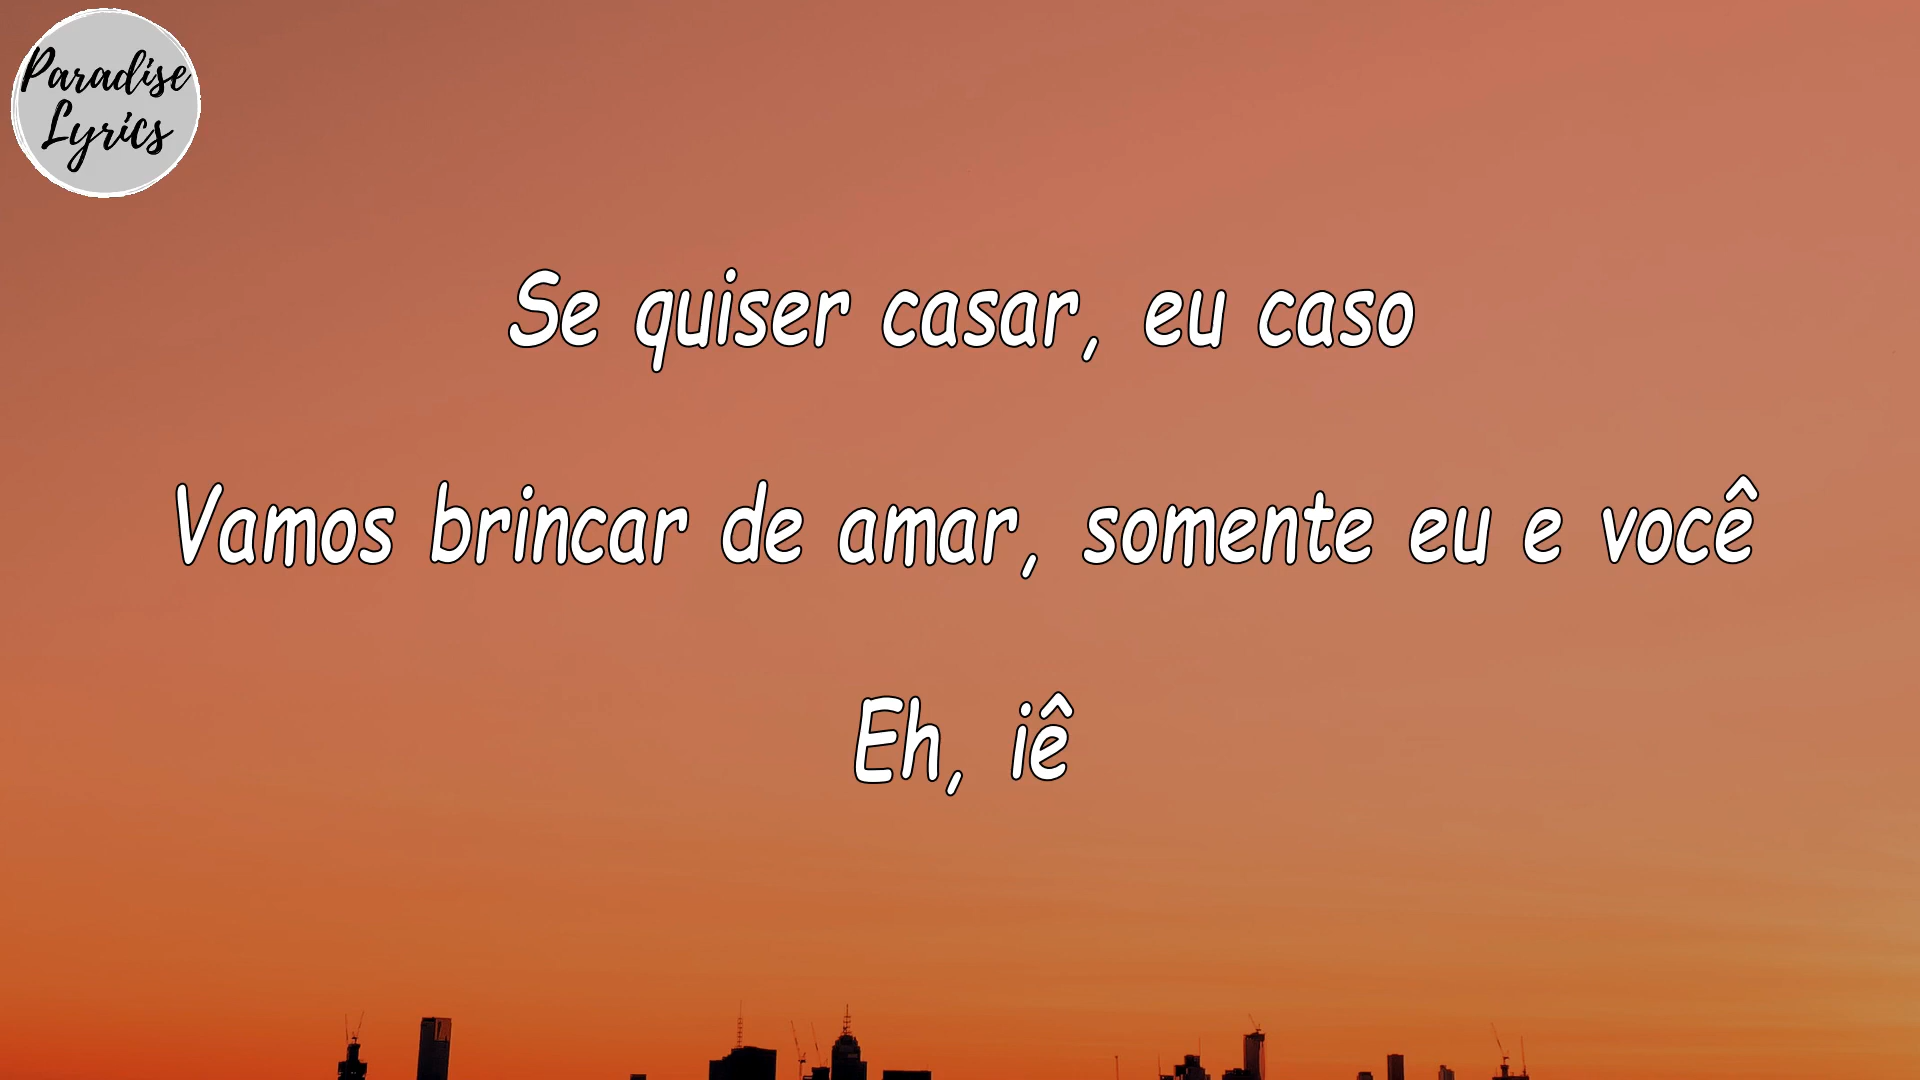 Paradise
Lyrics
Se quiser casar, eu caso
Vamos brincar de amar, somente eu e você
Eh, iê